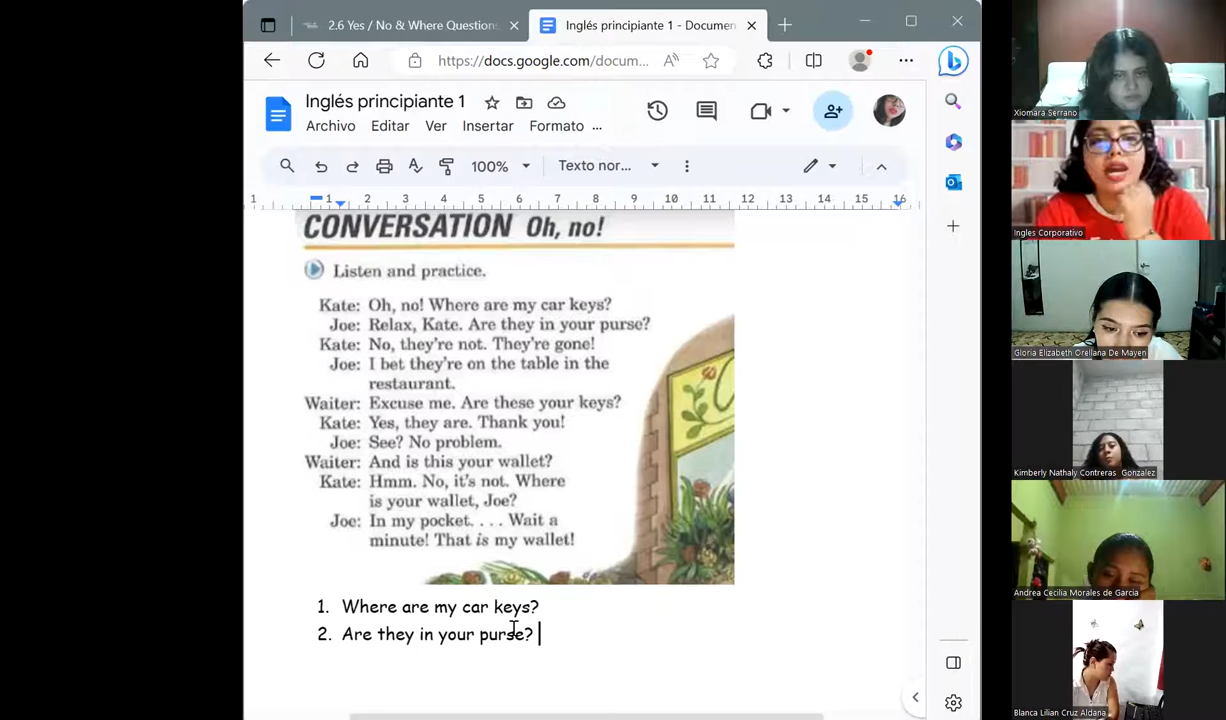 2.6 Yes / No & Where Questions
Inglés principiante 1 - Documen
https://docs.google.com/docum...
Inglés principiante 1
Archivo Editar Ver Insertar Formato ...
100% Texto nor...
1 1 2 3 4 5 6 7 8 9 10 11 12 13 14 15 16
CONVERSATION Oh, no!
Listen and practice.
Kate: Oh, no! Where are my car keys?
Joe: Relax, Kate. Are they in your purse?
Kate: No, they're not. They're gone!
Joe: I bet they're on the table in the
restaurant.
Waiter: Excuse me. Are these your keys?
Kate: Yes, they are. Thank you!
Joe: See? No problem.
Waiter: And is this your wallet?
Kate: Hmm. No, it's not. Where
is your wallet, Joe?
Joe: In my pocket. . . . Wait a
minute! That is my wallet!
1. Where are my car keys?
2. Are they in your purse?
Xiomara Serrano
Ingles Corporativo
Gloria Elizabeth Orellana De Mayen
Kimberly Nathaly Contreras Gonzalez
Andrea Cecilia Morales de Garcia
Blanca Lilian Cruz Aldana